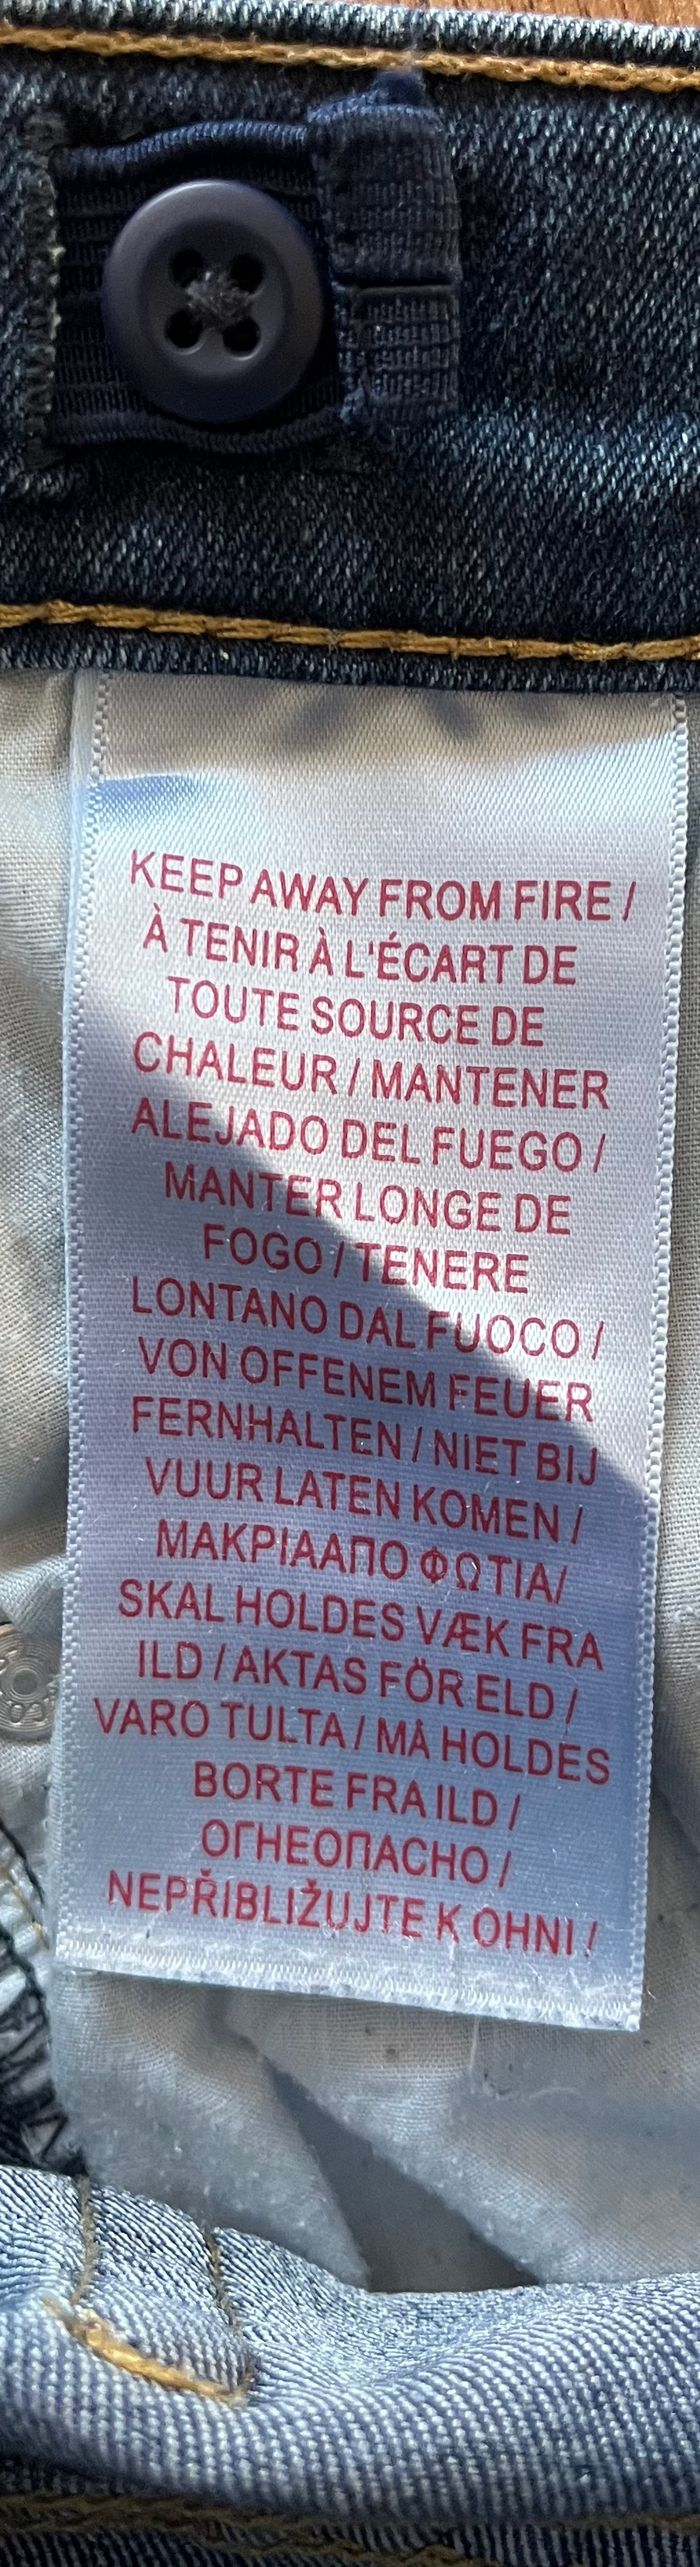 KEEP AWAY FROM FIRE /
À TENIR À L'ÉCART DE
TOUTE SOURCE DE
CHALEUR / MANTENER
ALEJADO DEL FUEGO /
MANTER LONGE DE
FOGO / TENERE
LONTANO DAL FUOCO /
VON OFFENEM FEUER
FERNHALTEN / NIET BIJ
VUUR LATEN KOMEN /
ΜΑΚΡΙΑΑΠΟ ΦΩΤΙΑ/
SKAL HOLDES VÆK FRA
ILD / AKTAS FÖR ELD /
VARO TULTA / MÅ HOLDES
BORTE FRA ILD /
ОГНЕОПАСНО /
NEPŘIBLIŽUJTE K OHNI /